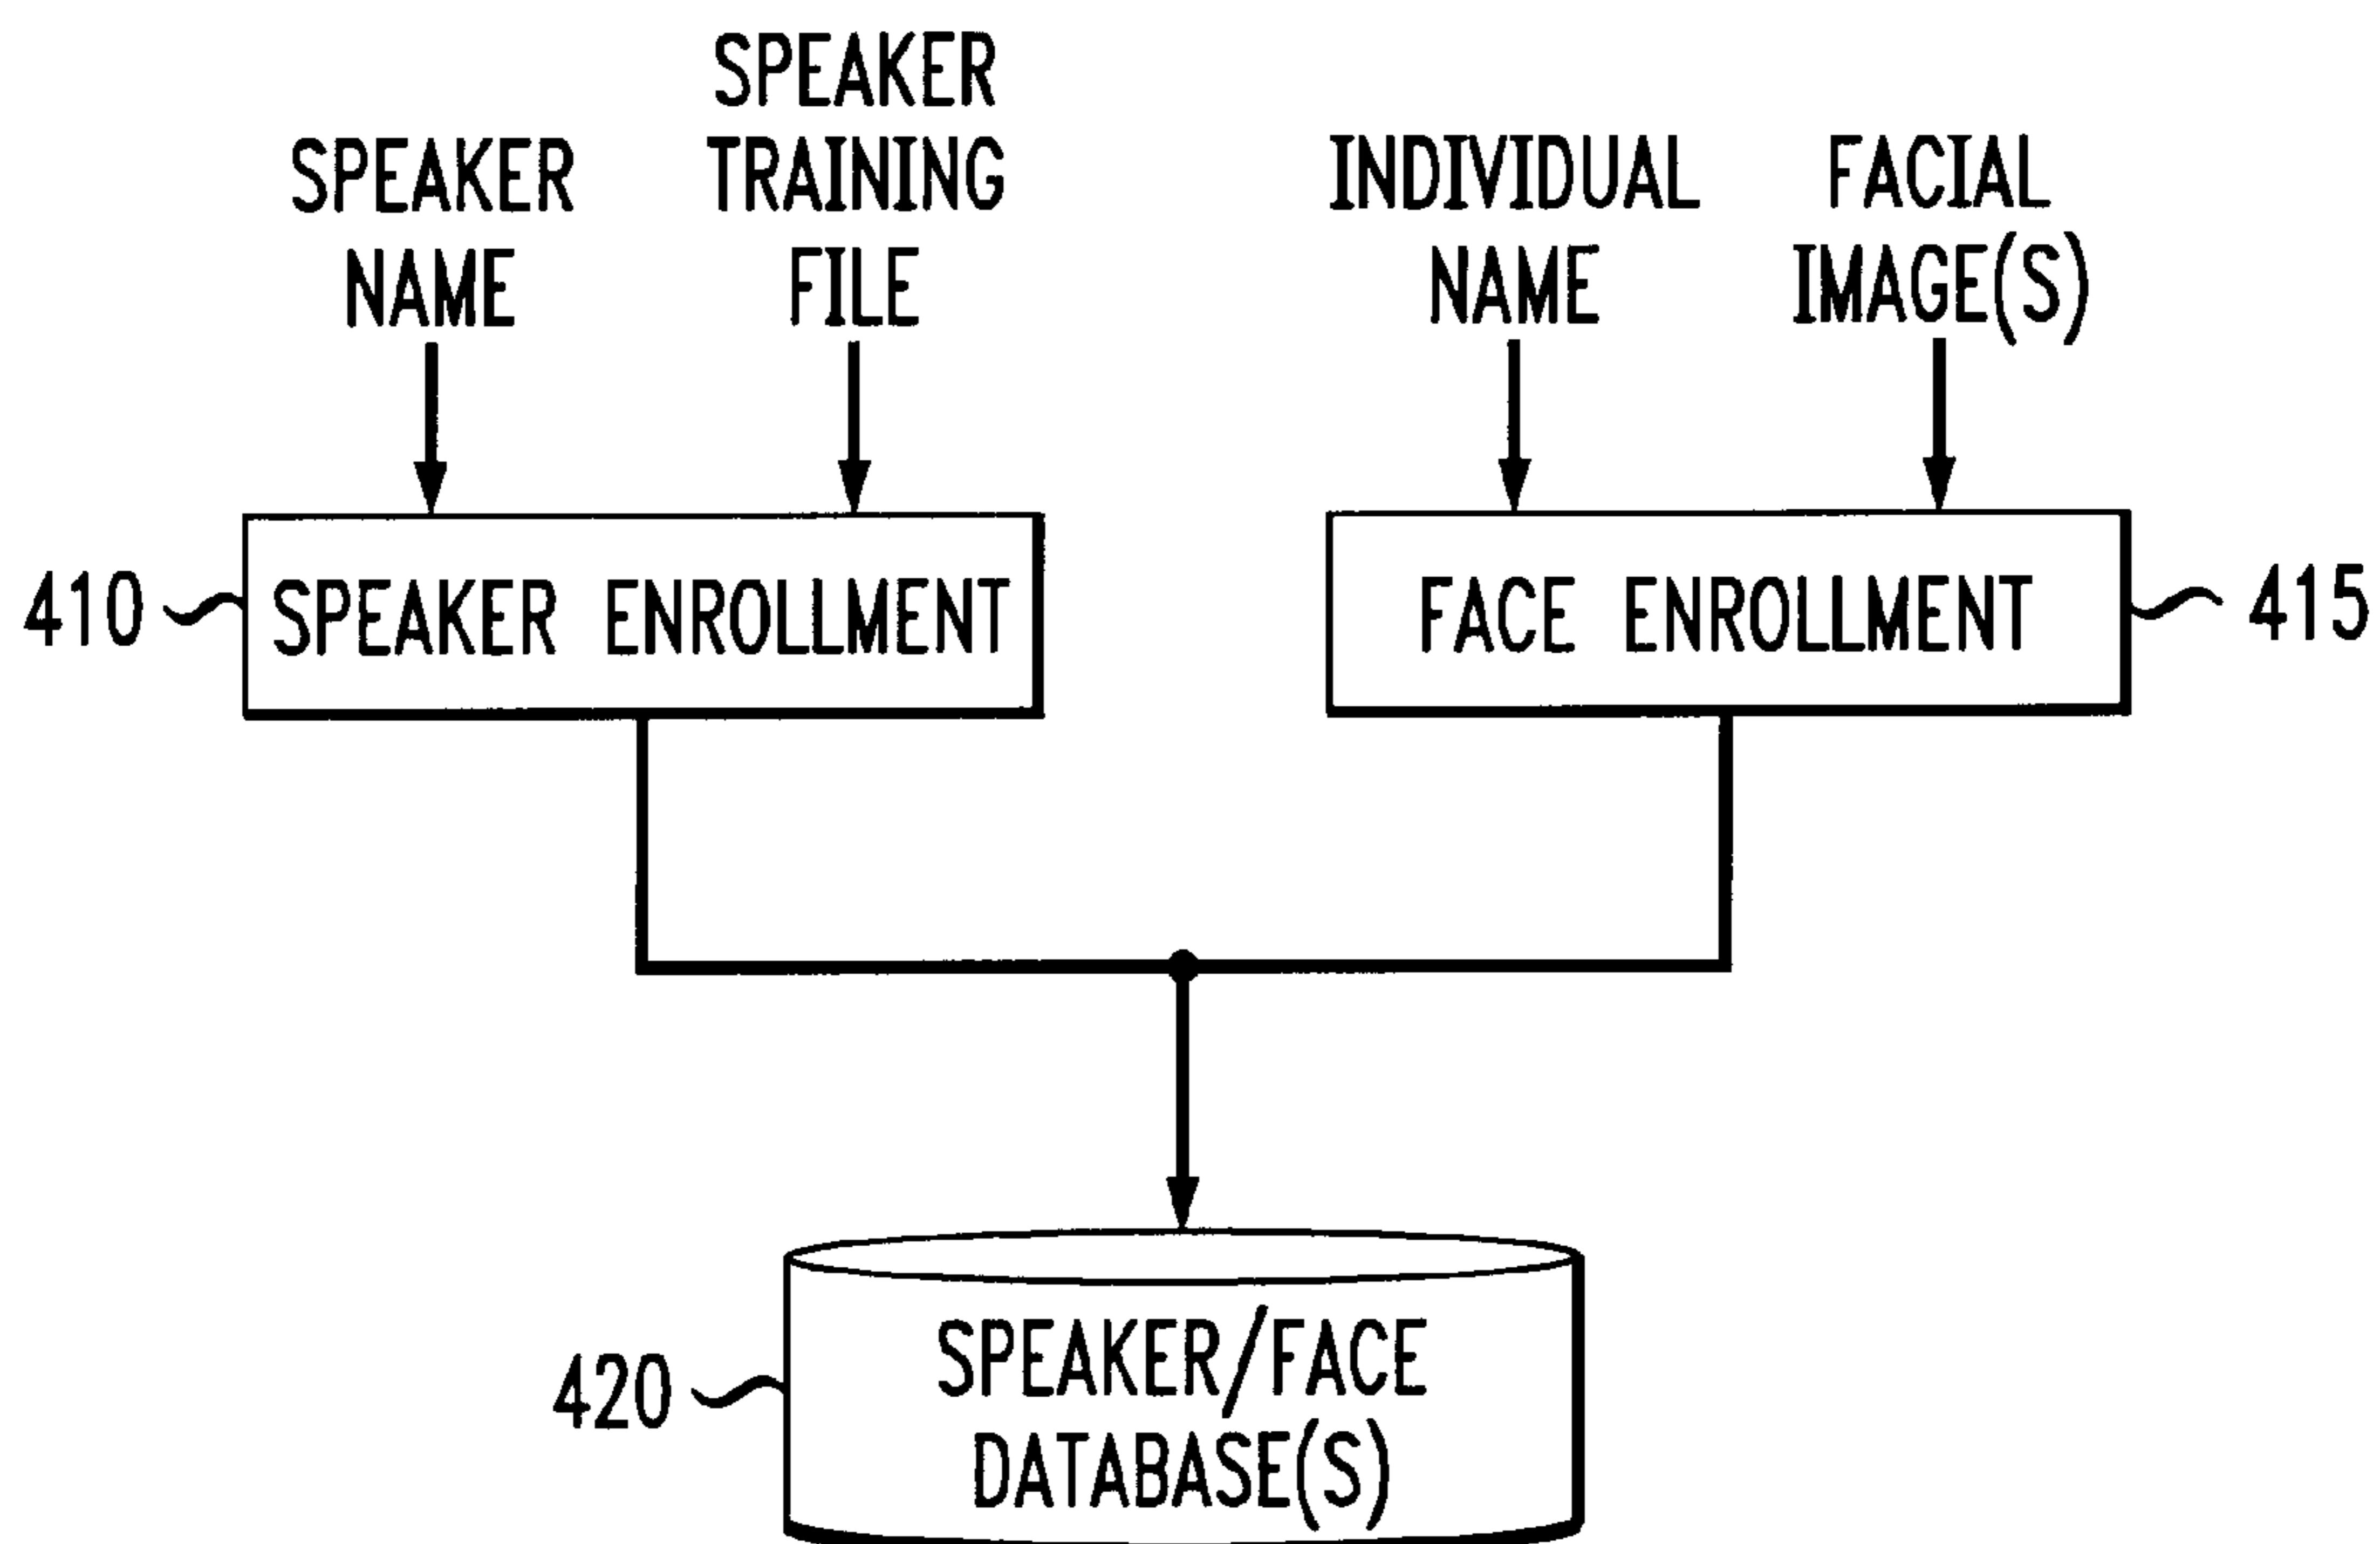 SPEAKER
NAME
SPEAKER
TRAINING
FILE
INDIVIDUAL
NAME
FACIAL
IMAGE(S)
410
SPEAKER ENROLLMENT
FACE ENROLLMENT
415
420
SPEAKER/FACE
DATABASE(S)